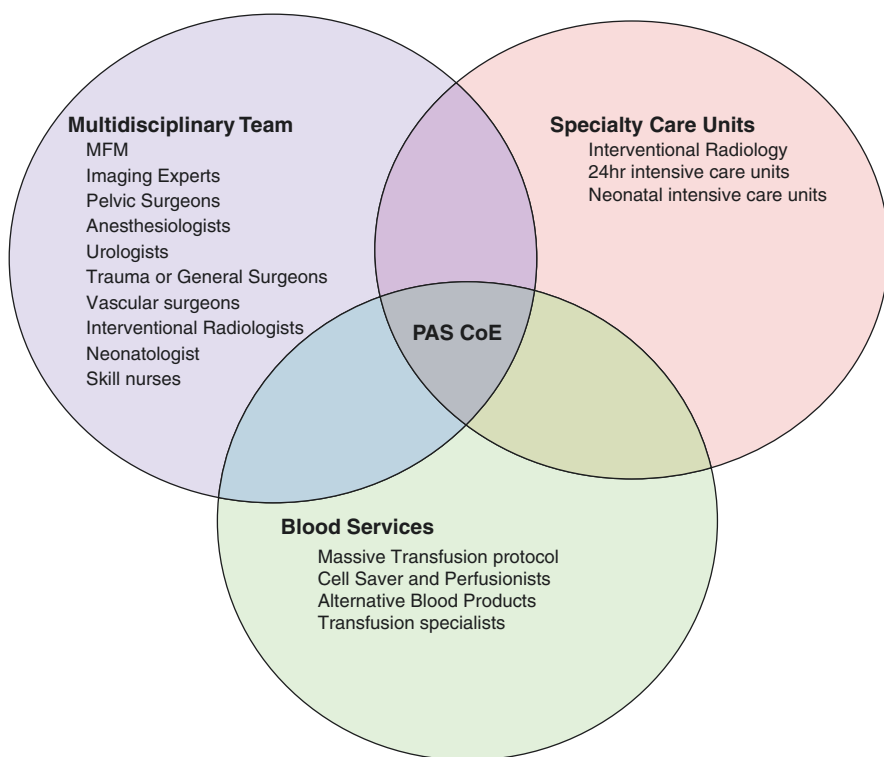 Multidisciplinary Team
MFM
Imaging Experts
Pelvic Surgeons
Anesthesiologists
Urologists
Trauma or General Surgeons
Vascular surgeons
Interventional Radiologists
Neonatologist
Skill nurses
Specialty Care Units
Interventional Radiology
24hr intensive care units
Neonatal intensive care units
PAS CoE
Blood Services
Massive Transfusion protocol
Cell Saver and Perfusionists
Alternative Blood Products
Transfusion specialists